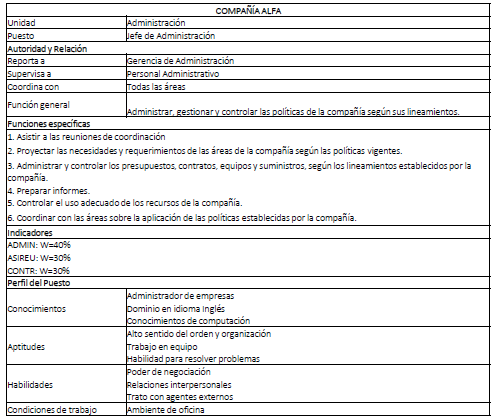 COMPAÑÍA ALFA
Unidad Administración
Puesto Jefe de Administración
Autoridad y Relación
Reporta a Gerencia de Administración
Supervisa a Personal Administrativo
Coordina con Todas las áreas
Función general Administrar, gestionar y controlar las políticas de la compañía según sus lineamientos.
Funciones específicas
1. Asistir a las reuniones de coordinación
2. Proyectar las necesidades y requerimientos de las áreas de la compañía según las políticas vigentes.
3. Administrar y controlar los presupuestos, contratos, equipos y suministros, según los lineamientos establecidos por la
compañía.
4. Preparar informes.
5. Controlar el uso adecuado de los recursos de la compañía.
6. Coordinar con las áreas sobre la aplicación de las políticas establecidas por la compañía.
Indicadores
ADMIN: W=40%
ASIREU: W=30%
CONTR: W=30%
Perfil del Puesto
Conocimientos
Administrador de empresas
Dominio en idioma Inglés
Conocimientos de computación
Aptitudes
Alto sentido del orden y organización
Trabajo en equipo
Habilidad para resolver problemas
Habilidades
Poder de negociación
Relaciones interpersonales
Trato con agentes externos
Condiciones de trabajo Ambiente de oficina